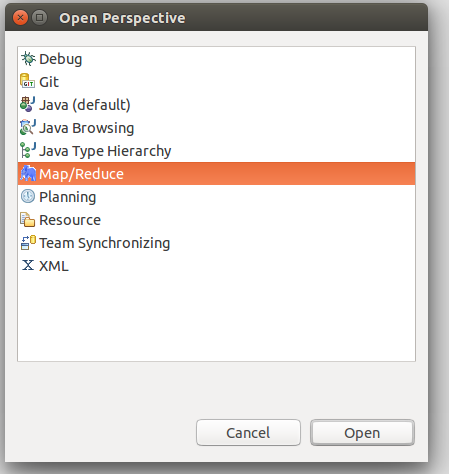 Open Perspective
Debug
Git
Java (default)
Java Browsing
Java Type Hierarchy
Map/Reduce
Planning
Resource
Team Synchronizing
XML
Cancel
Open